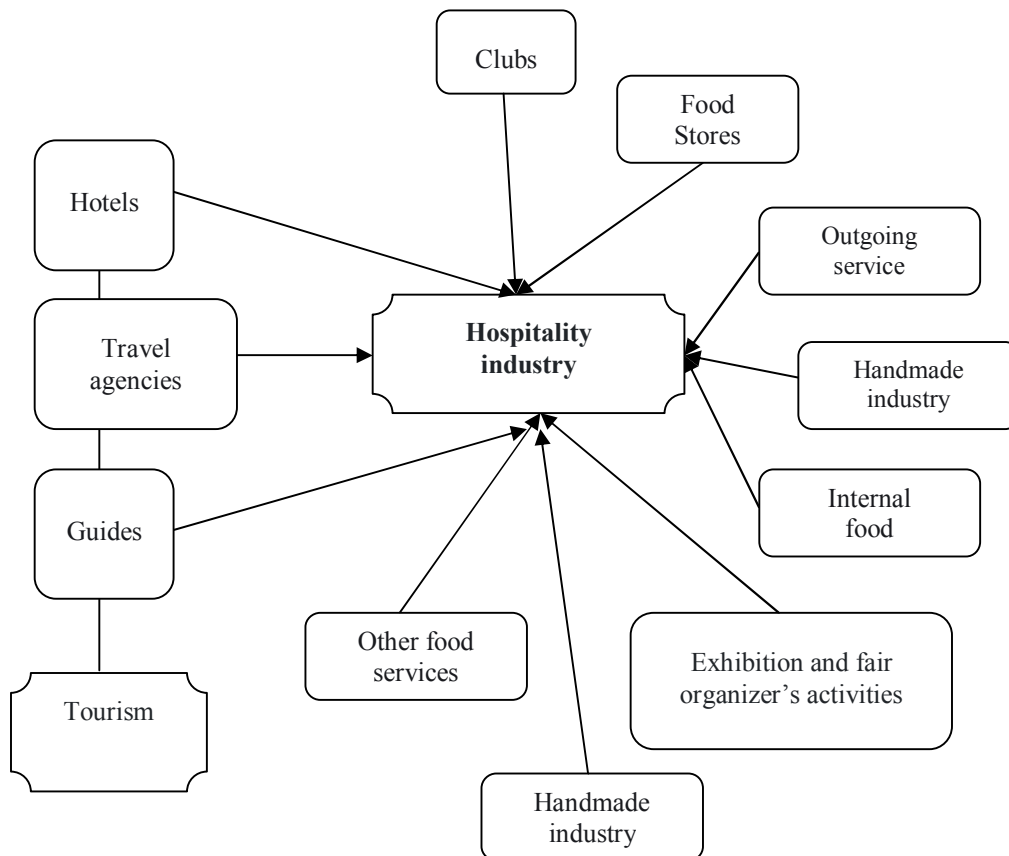 Clubs
Food
Stores
Hotels
Outgoing
service
Hospitality
industry
Travel
agencies
Handmade
industry
Guides
Internal
food
Other food
services
Exhibition and fair
organizer’s activities
Tourism
Handmade
industry